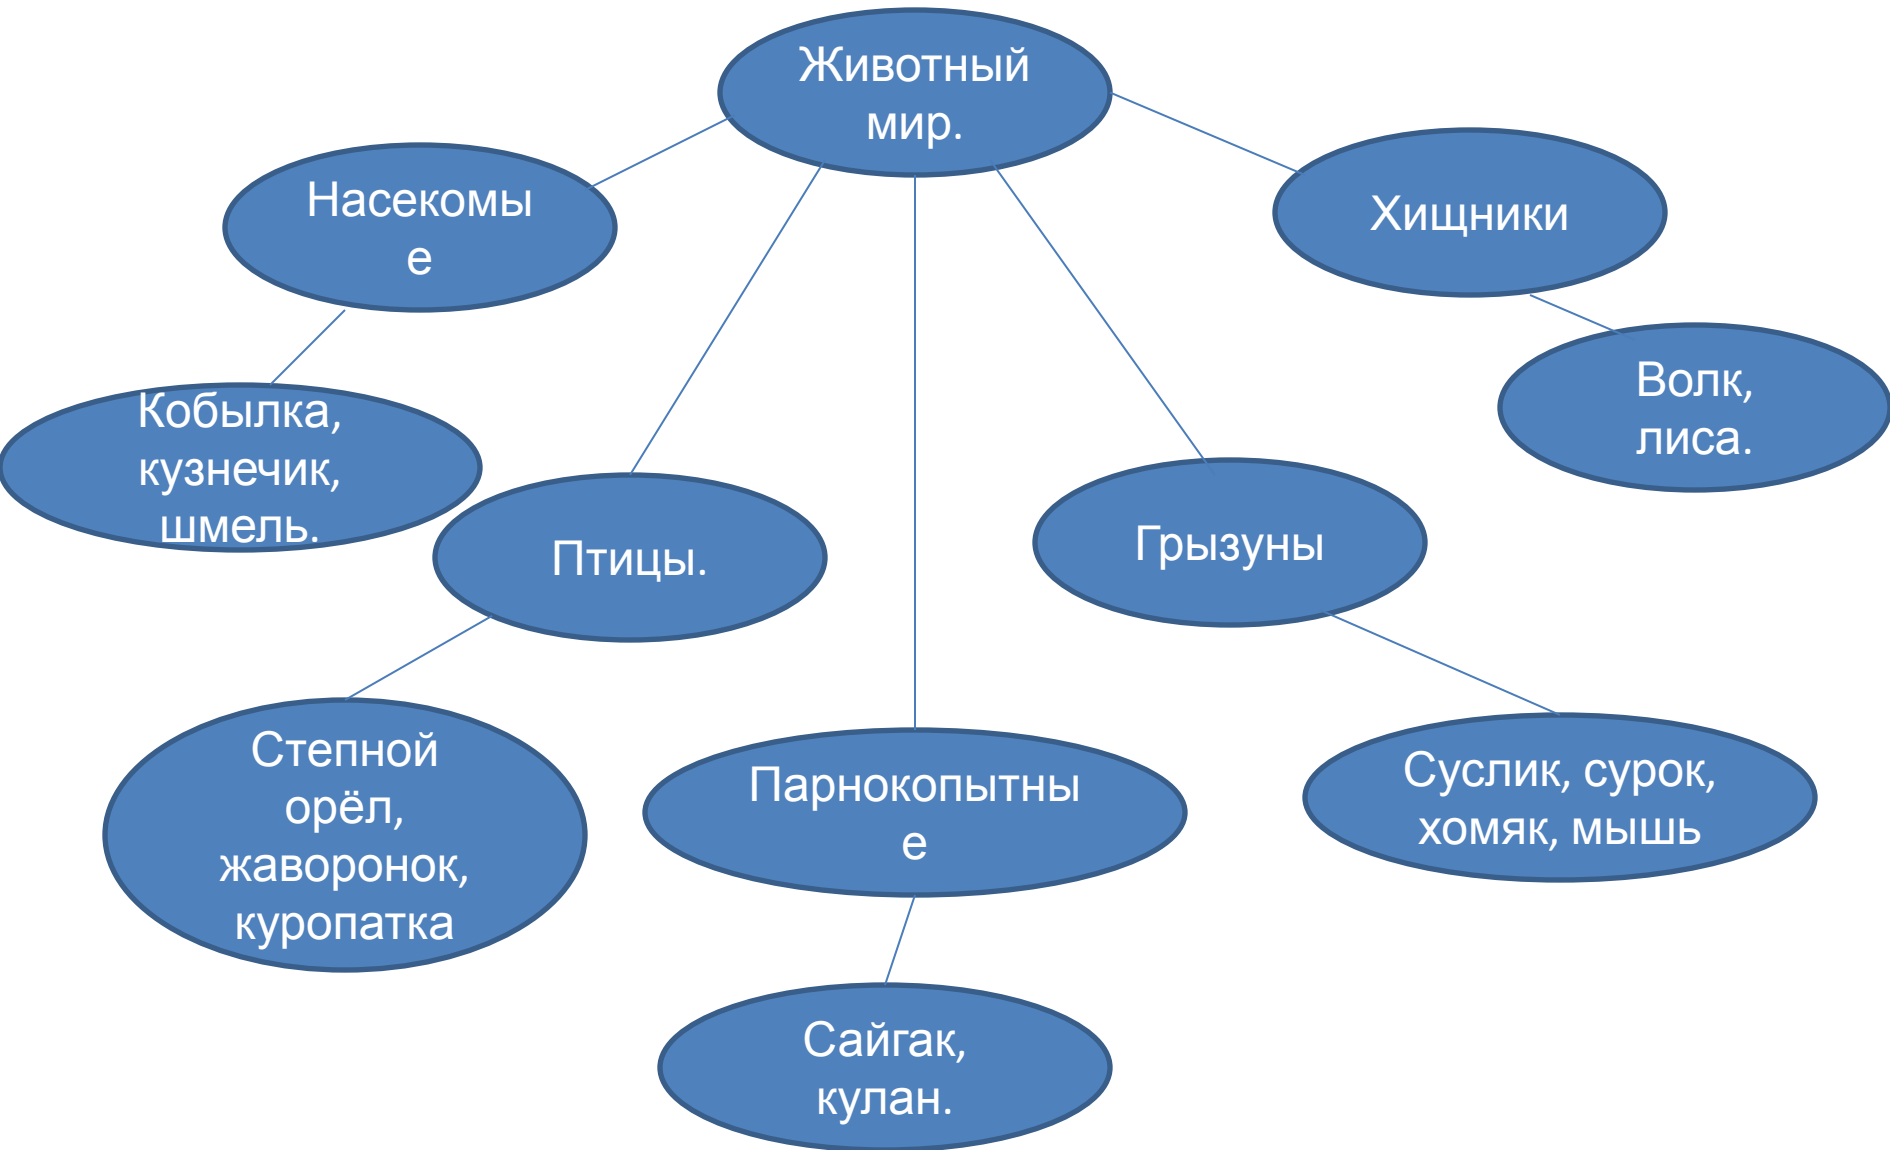 Животный
мир.
Насекомы
е
Хищники
Кобылка,
кузнечик,
шмель.
Волк,
лиса.
Птицы.
Грызуны
Степной
орёл,
жаворонок,
куропатка
Парнокопытны
е
Суслик, сурок,
хомяк, мышь
Сайгак,
кулан.